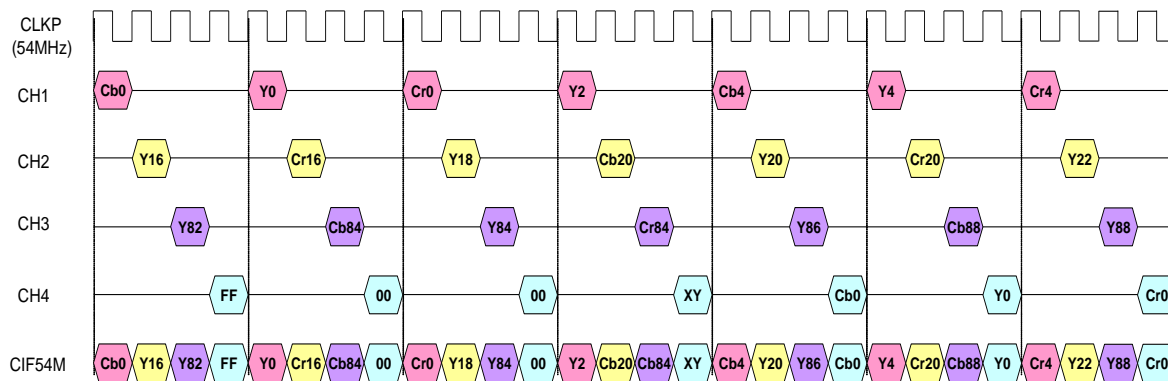 CLKP
(54MHz)
CH1 Cb0 Y0 Cr0 Y2 Cb4 Y4 Cr4
CH2 Y16 Cr16 Y18 Cb20 Y20 Cr20 Y22
CH3 Y82 Cb84 Y84 Cr84 Y86 Cb88 Y88
CH4 FF 00 00 XY Cb0 Y0 Cr0
CIF54M Cb0 Y16 Y82 FF Y0 Cr16 Cb84 00 Cr0 Y18 Y84 00 Y2 Cb20 Cb84 XY Cb4 Y20 Y86 Cb0 Y4 Cr20 Cb88 Y0 Cr4 Y22 Y88 Cr0